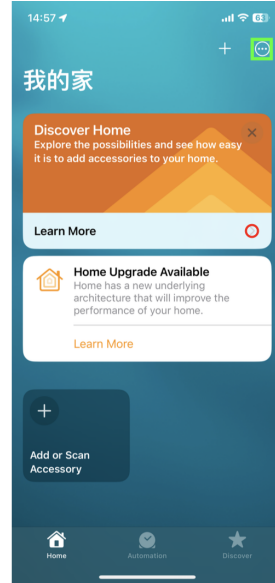 14:57
63
我的家
Discover Home
Explore the possibilities and see how easy
it is to add accessories to your home.
Learn More
Home Upgrade Available
Home has a new underlying
architecture that will improve the
performance of your home.
Learn More
Add or Scan
Accessory
Home
Automation
Discover